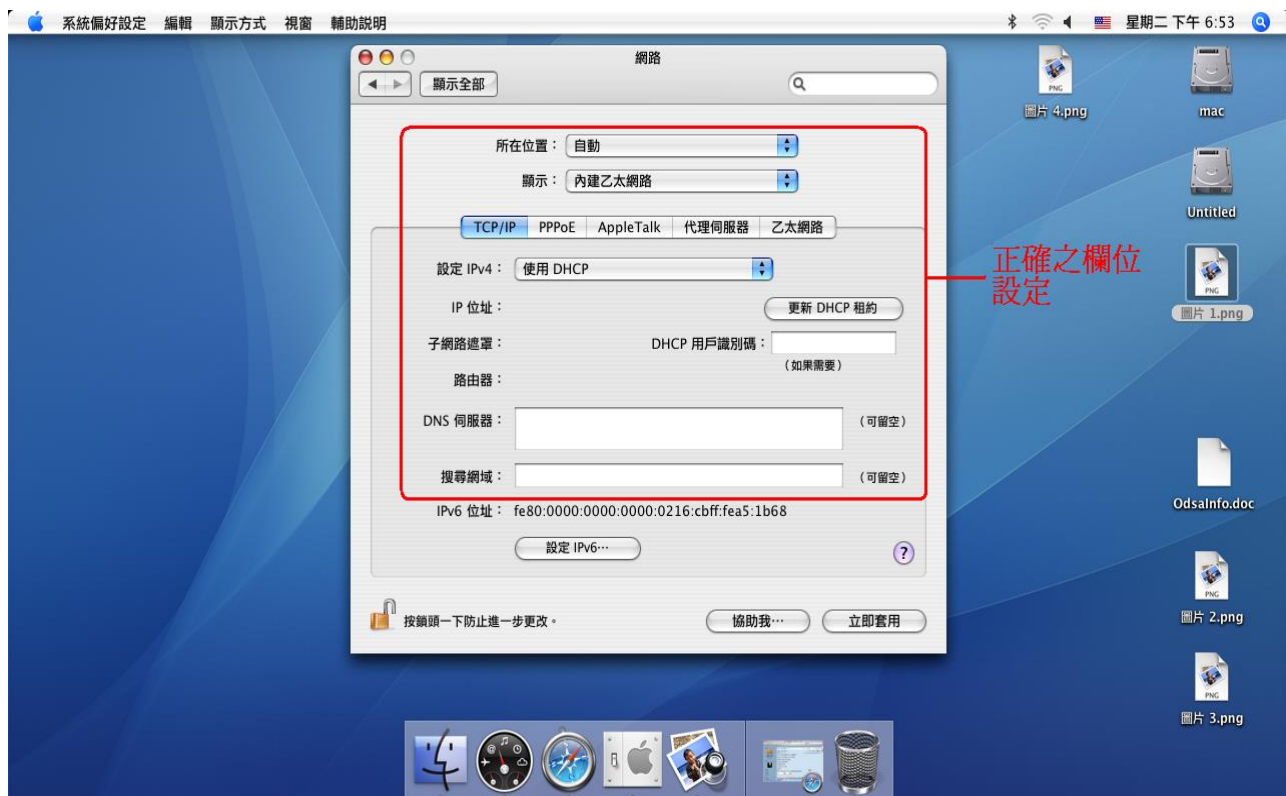 系統偏好設定 編輯 顯示方式 視窗 輔助說明 星期二 下午 6:53
網路
顯示全部
所在位置： 自動
顯示： 內建乙太網路
TCP/IP PPPoE AppleTalk 代理伺服器 乙太網路
設定 IPv4： 使用 DHCP
IP 位址： 更新 DHCP 租約
子網路遮罩： DHCP 用戶識別碼：
（如果需要）
路由器：
DNS 伺服器： （可留空）
搜尋網域： （可留空）
IPv6 位址： fe80:0000:0000:0000:0216:cbff:fea5:1b68
設定 IPv6…
?
按鎖頭一下防止進一步更改。 協助我… 立即套用
正確之欄位
設定
PNG
圖片 4.png
mac
Untitled
PNG
圖片 1.png
OdsaInfo.doc
PNG
圖片 2.png
PNG
圖片 3.png